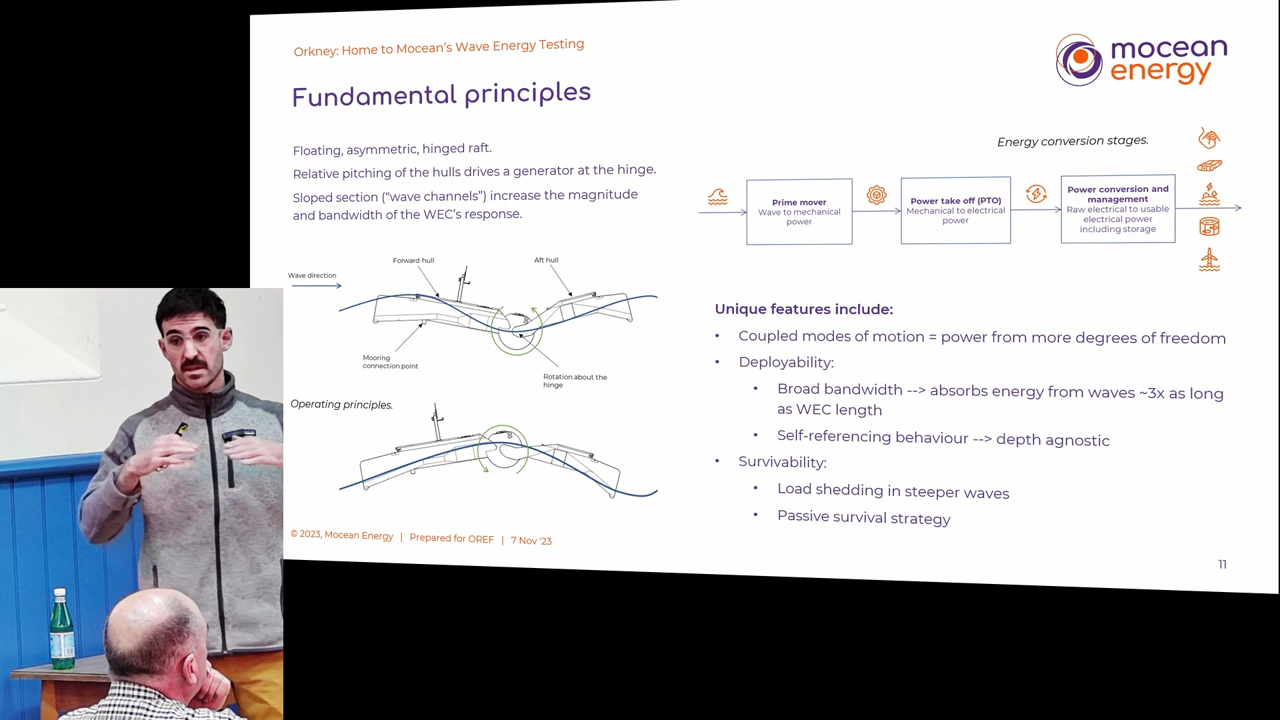 Orkney: Home to Mocean's Wave Energy Testing
mocean
energy
Fundamental principles
Floating, asymmetric, hinged raft.
Relative pitching of the hulls drives a generator at the hinge.
Sloped section (“wave channels”) increase the magnitude
and bandwidth of the WEC's response.
Energy conversion stages.
Prime mover
Wave to mechanical
power
Power take off (PTO)
Mechanical to electrical
power
Power conversion and
management
Raw electrical to usable
electrical power
including storage
Wave direction
Forward hull
Aft hull
Mooring
connection point
Rotation about the
hinge
Operating principles.
Unique features include:
• Coupled modes of motion = power from more degrees of freedom
• Deployability:
• Broad bandwidth --> absorbs energy from waves ~3x as long
as WEC length
• Self-referencing behaviour --> depth agnostic
• Survivability:
• Load shedding in steeper waves
• Passive survival strategy
© 2023, Mocean Energy | Prepared for OREF | 7 Nov '23
11